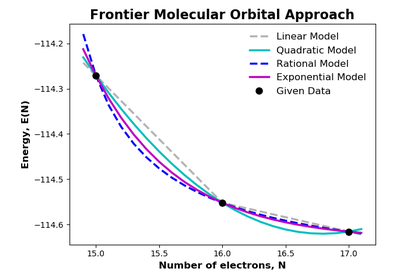 Frontier Molecular Orbital Approach
Linear Model
Quadratic Model
Rational Model
Exponential Model
Given Data
Energy, E(N)
−114.2
−114.3
−114.4
−114.5
−114.6
15.0 15.5 16.0 16.5 17.0
Number of electrons, N